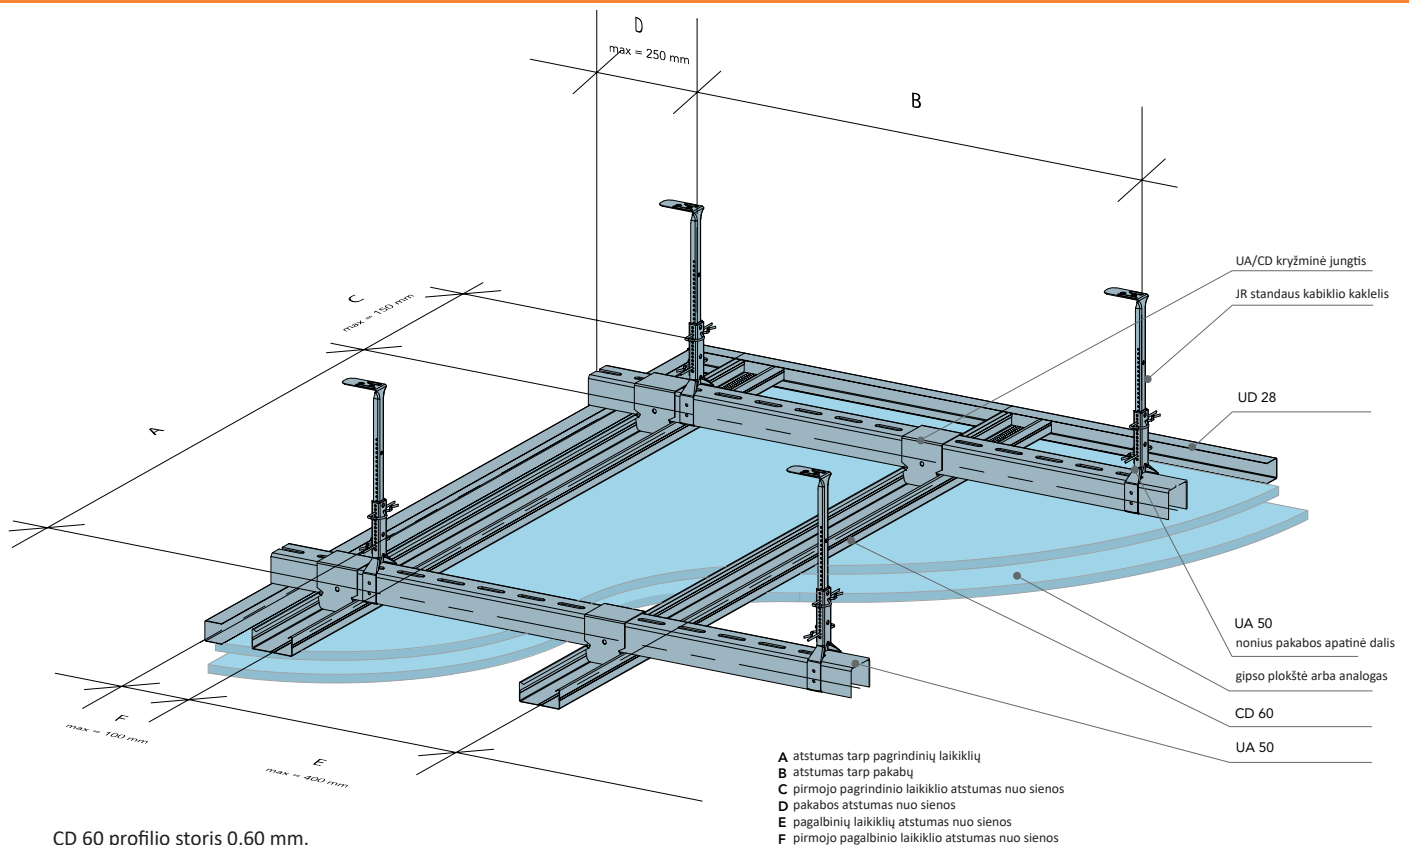 D
max = 250 mm
B
C
max = 150 mm
A
UA/CD kryžminė jungtis
JR standaus kabiklio kaklelis
UD 28
UA 50
nonius pakabos apatinė dalis
gipso plokštė arba analogas
CD 60
UA 50
F
max = 100 mm
E
max = 400 mm
A atstumas tarp pagrindinių laikiklių
B atstumas tarp pakabų
C pirmojo pagrindinio laikiklio atstumas nuo sienos
D pakabos atstumas nuo sienos
E pagalbinių laikiklių atstumas nuo sienos
F pirmojo pagalbinio laikiklio atstumas nuo sienos
CD 60 profilio storis 0,60 mm.